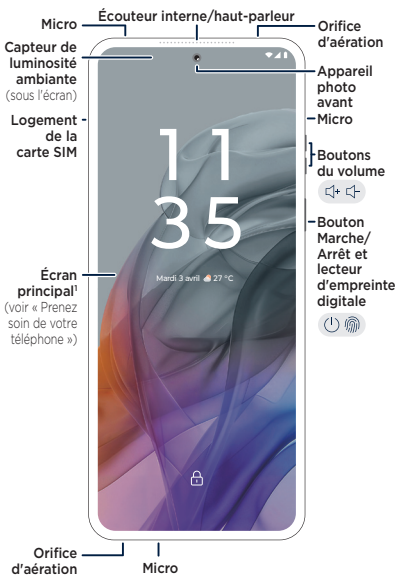 Écouteur interne/haut-parleur
Micro
Orifice
d'aération
Capteur de
luminosité
ambiante
(sous l'écran)
Appareil
photo
avant
Logement
de la
carte SIM
Micro
Boutons
du volume
11
35
Bouton
Marche/
Arrêt et
lecteur
d'empreinte
digitale
Mardi 3 avril 27 °C
Écran
principal¹
(voir « Prenez
soin de votre
téléphone »)
Orifice
d'aération
Micro